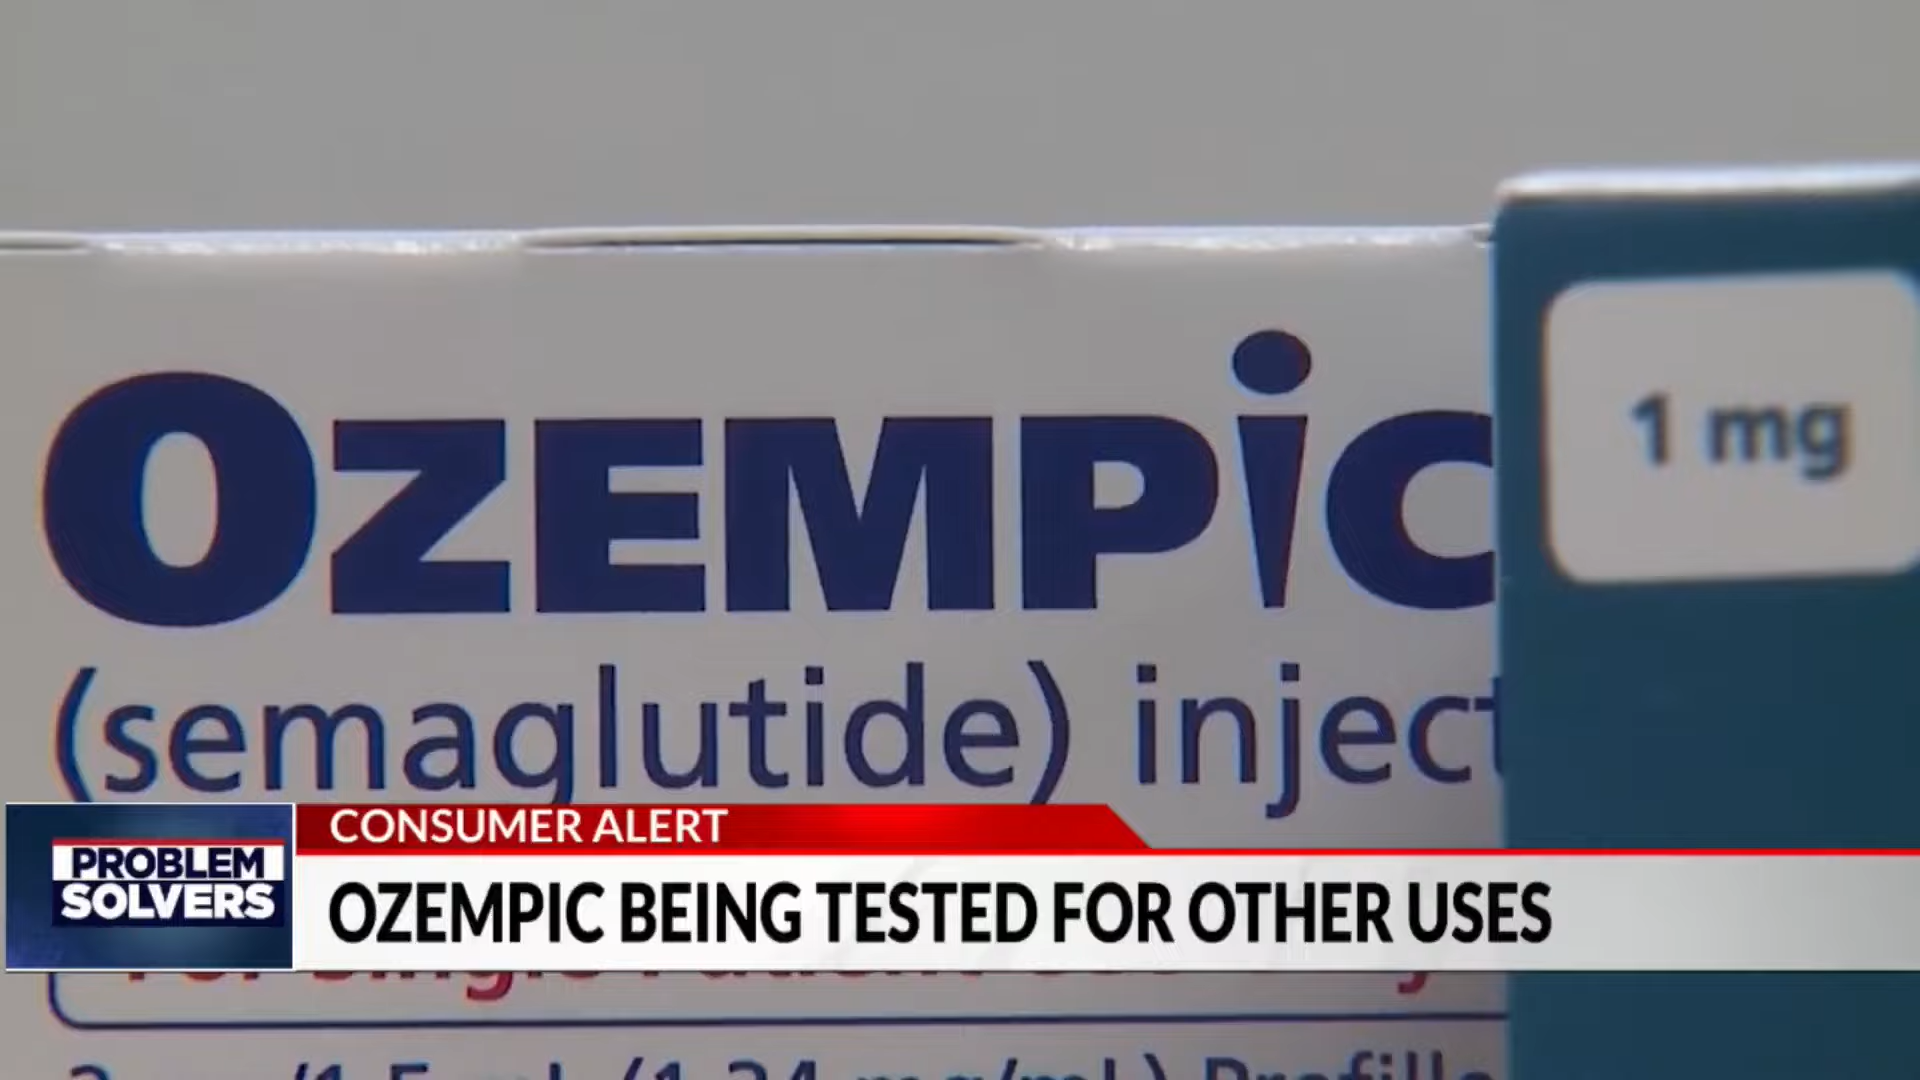 OZEMPiC
(semaglutide) inject
1 mg
CONSUMER ALERT
PROBLEM
SOLVERS
OZEMPIC BEING TESTED FOR OTHER USES